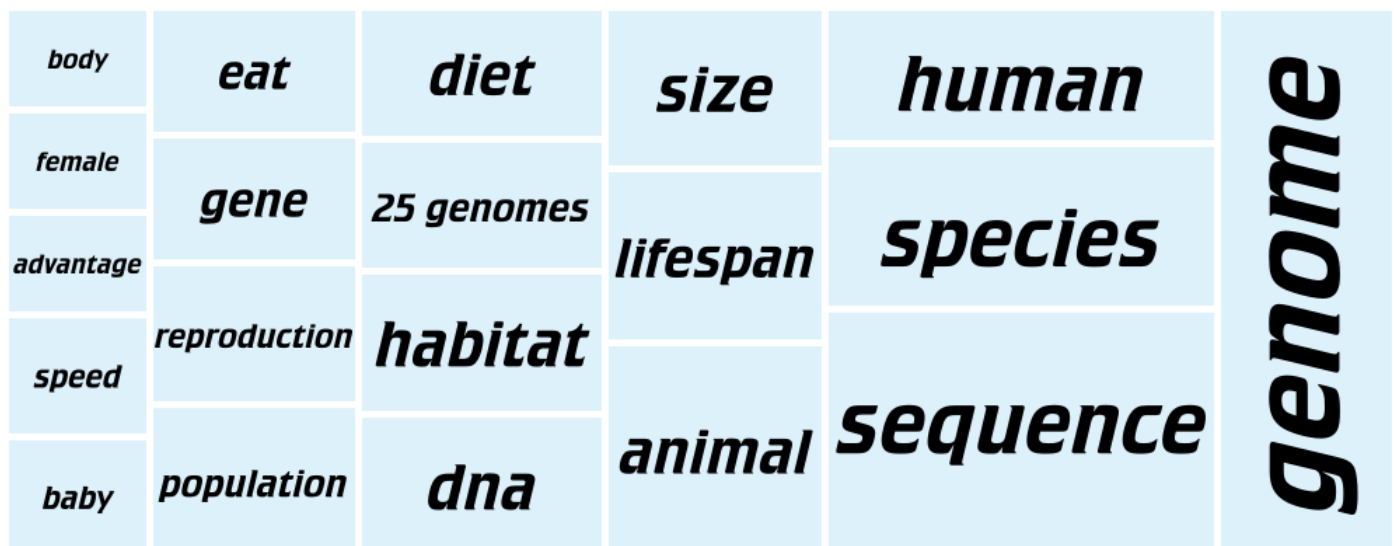 body
female
advantage
speed
baby
eat
gene
reproduction
population
diet
25 genomes
habitat
dna
size
lifespan
animal
human
species
sequence
genome